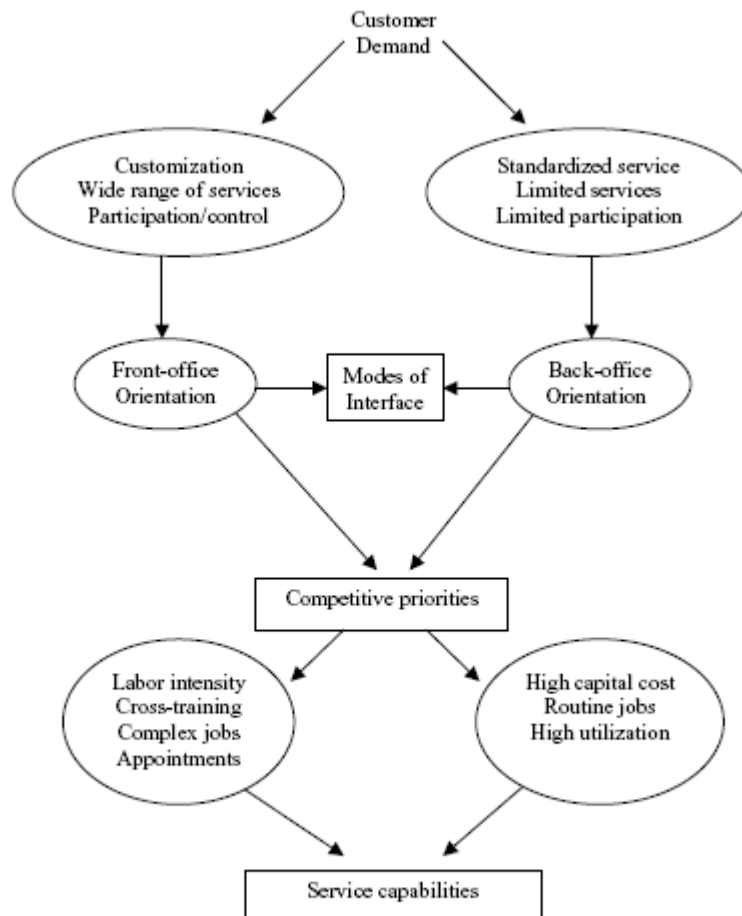 Customer
Demand
Customization
Wide range of services
Participation/control
Standardized service
Limited services
Limited participation
Front-office
Orientation
Modes of
Interface
Back-office
Orientation
Competitive priorities
Labor intensity
Cross-training
Complex jobs
Appointments
High capital cost
Routine jobs
High utilization
Service capabilities